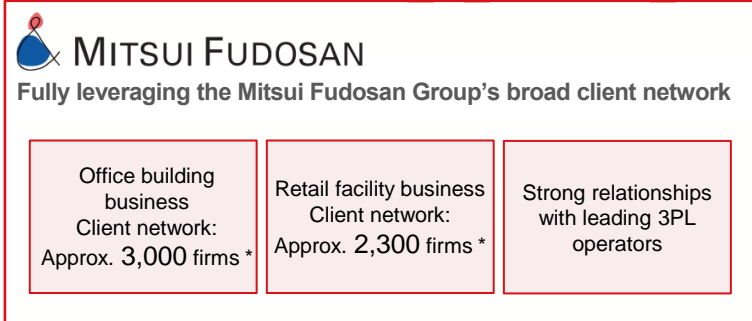 MITSUI FUDOSAN
Fully leveraging the Mitsui Fudosan Group's broad client network
Office building
business
Client network:
Approx. 3,000 firms *
Retail facility business
Client network:
Approx. 2,300 firms *
Strong relationships
with leading 3PL
operators